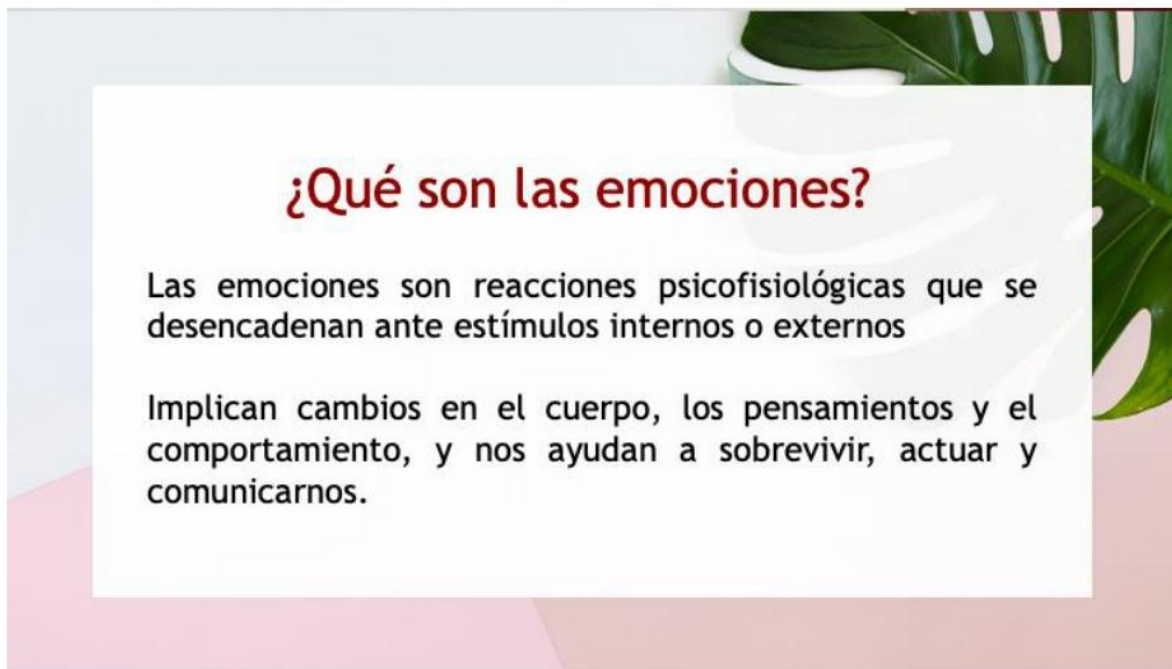 ¿Qué son las emociones?
Las emociones son reacciones psicofisiológicas que se
desencadenan ante estímulos internos o externos
Implican cambios en el cuerpo, los pensamientos y el
comportamiento, y nos ayudan a sobrevivir, actuar y
comunicarnos.